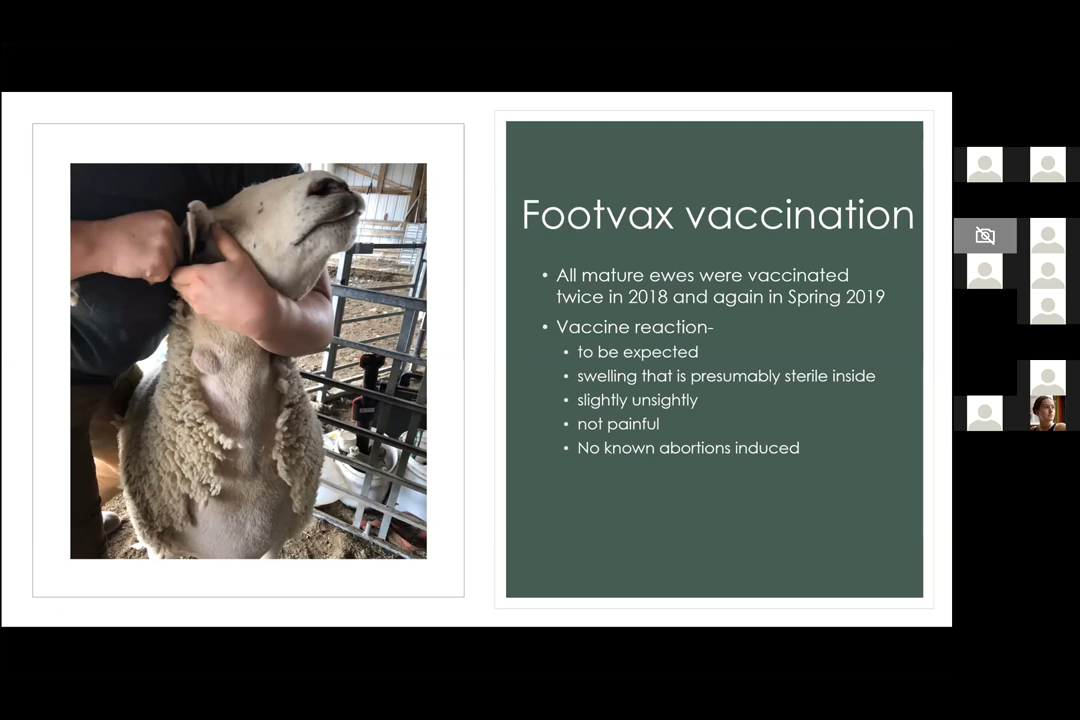 Footvax vaccination
• All mature ewes were vaccinated
twice in 2018 and again in Spring 2019
• Vaccine reaction-
• to be expected
• swelling that is presumably sterile inside
• slightly unsightly
• not painful
• No known abortions induced